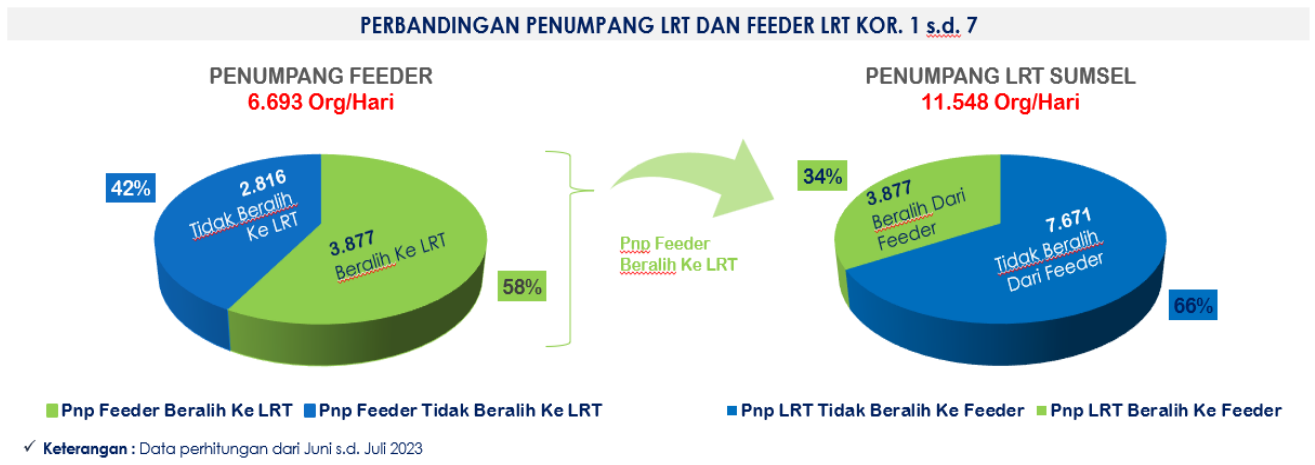 PERBANDINGAN PENUMPANG LRT DAN FEEDER LRT KOR. 1 s.d. 7
PENUMPANG FEEDER
6.693 Org/Hari
42%
2.816
Tidak Beralih
Ke LRT
3.877
Beralih Ke LRT
58%
Pnp Feeder
Beralih Ke LRT
PENUMPANG LRT SUMSEL
11.548 Org/Hari
34%
3.877
Beralih Dari
Feeder
7.671
Tidak Beralih
Dari Feeder
66%
Pnp Feeder Beralih Ke LRT
Pnp Feeder Tidak Beralih Ke LRT
Pnp LRT Tidak Beralih Ke Feeder
Pnp LRT Beralih Ke Feeder
✓ Keterangan : Data perhitungan dari Juni s.d. Juli 2023